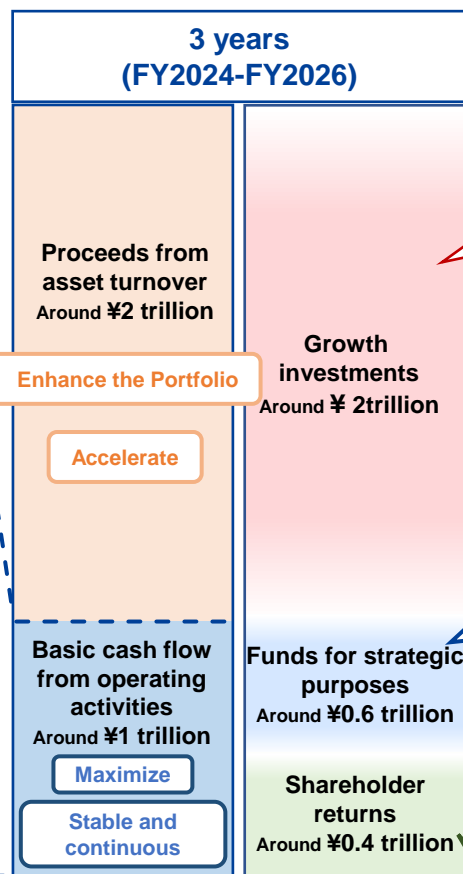 3 years
(FY2024-FY2026)
Proceeds from
asset turnover
Around ¥2 trillion
Enhance the Portfolio
Accelerate
Basic cash flow
from operating
activities
Around ¥1 trillion
Maximize
Stable and
continuous
Growth
investments
Around ¥ 2trillion
Funds for strategic
purposes
Around ¥0.6 trillion
Shareholder
returns
Around ¥0.4 trillion